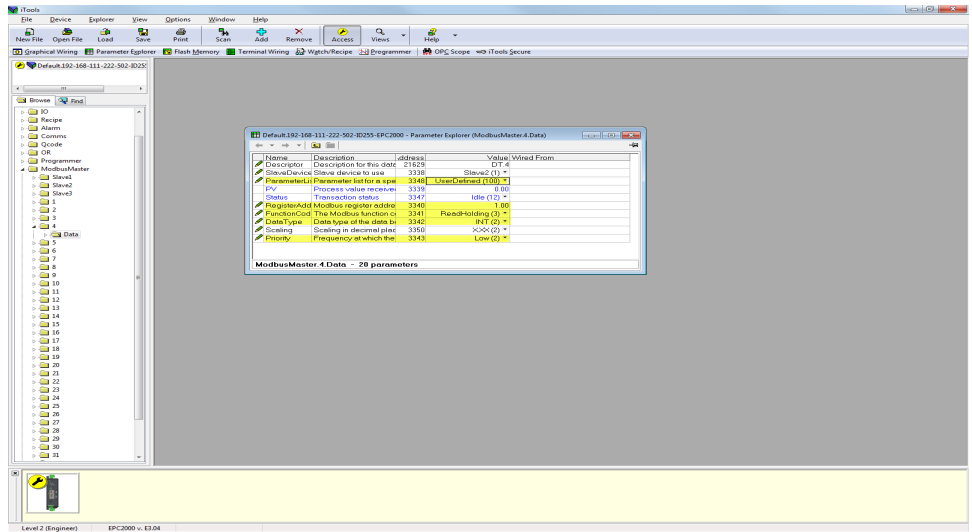 iTools
File Device Explorer View Options Window Help
New File Open File Load Save Print Scan Add Remove Access Views Help
Graphical Wiring Parameter Explorer Flash Memory Terminal Wiring Watch/Recipe Programmer OPC Scope iTools Secure
Default.192-168-111-222-502-ID255
Browse Find
IO
Recipe
Alarm
Comms
Qcode
OR
Programmer
ModbusMaster
Slave1
Slave2
Slave3
1
2
3
4
Data
5
6
7
8
9
10
11
12
13
14
15
16
17
18
19
20
21
22
23
24
25
26
27
28
29
30
31
Default.192-168-111-222-502-ID255-EPC2000 - Parameter Explorer (ModbusMaster.4.Data)
Name Description Address Value Wired From
Descriptor Description for this data 21629 DT.4
SlaveDevice Slave device to use 3338 Slave2 (1)
ParameterLi Parameter list for a spe 3348 UserDefined (100)
PV Process value receive 3339 0.00
Status Transaction status 3347 Idle (12)
RegisterAdd Modbus register addre 3340 1.00
FunctionCod The Modbus function c 3341 ReadHolding (3)
DataType Data type of the data b 3342 INT (2)
Scaling Scaling in decimal plac 3350 XXX (2)
Priority Frequency at which the 3343 Low (2)
ModbusMaster.4.Data - 28 parameters
Level 2 (Engineer) EPC2000 v. E3.04